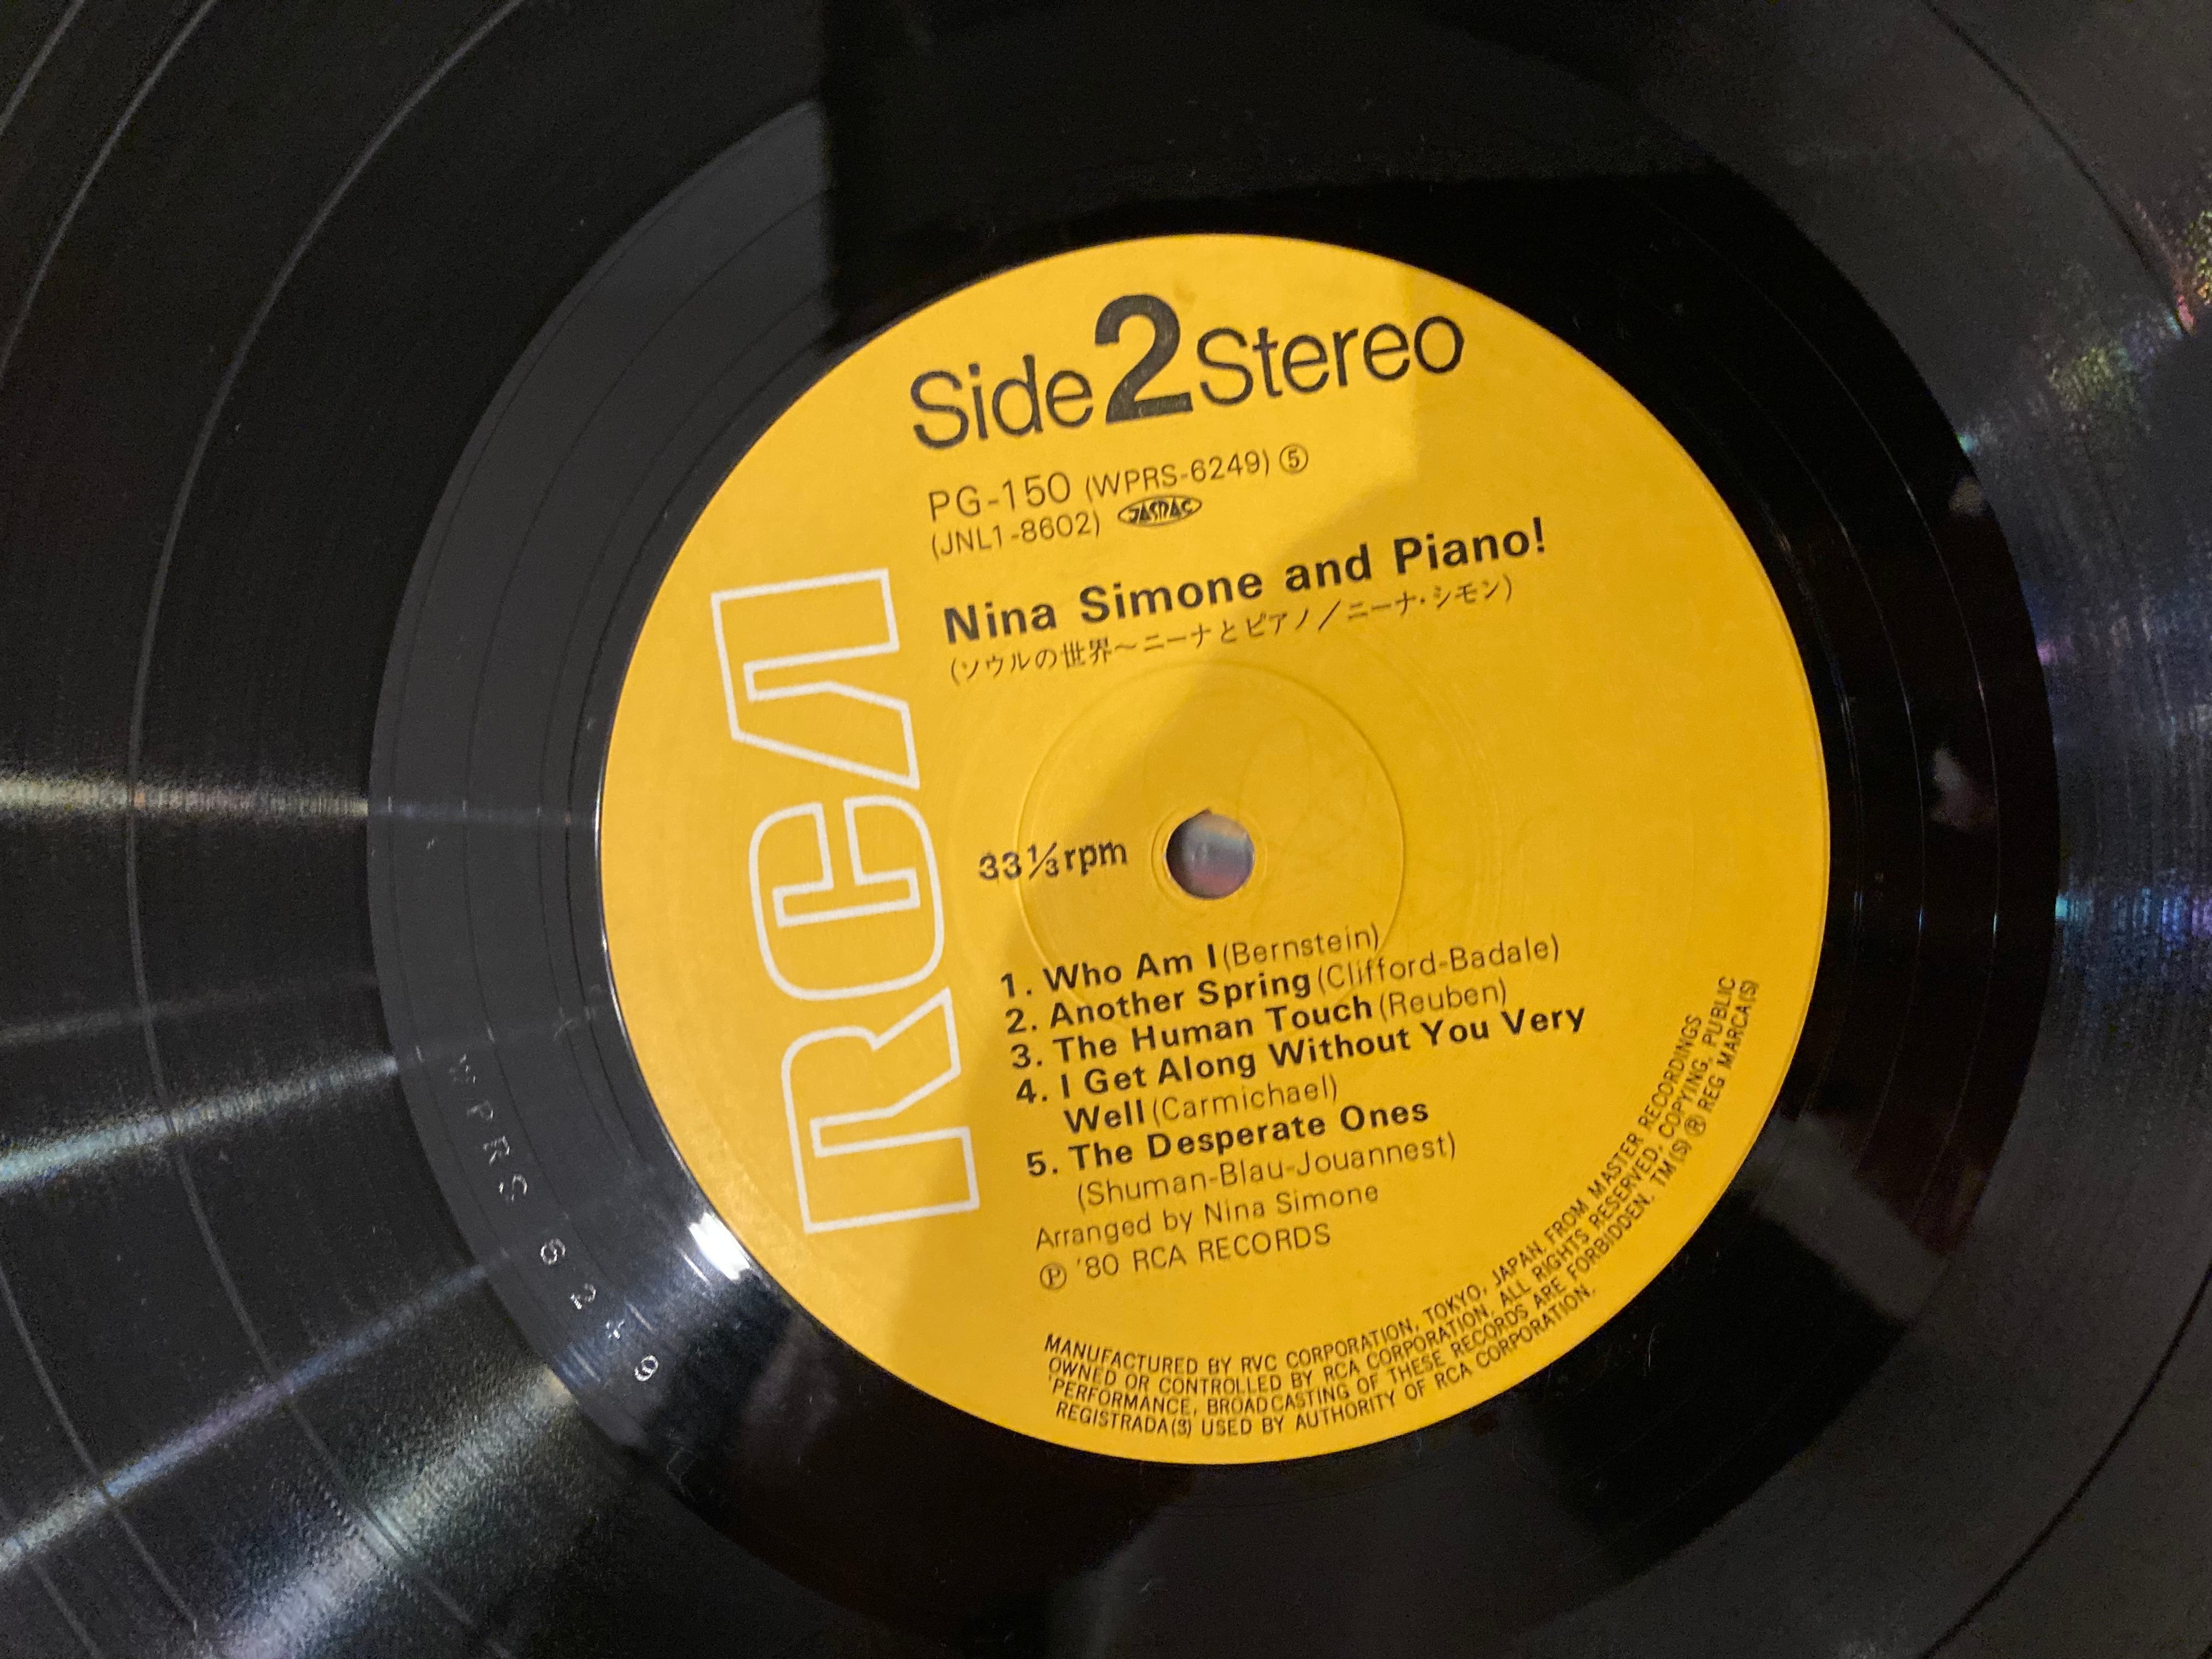 Side 2 Stereo
PG-150 (WPRS-6249) ⑤
(JNL1-8602) JASRAC
Nina Simone and Piano!
(ソウルの世界～ニーナとピアノ／ニーナ・シモン)
RCA
33⅓rpm
1. Who Am I (Bernstein)
2. Another Spring (Clifford-Badale)
3. The Human Touch (Reuben)
4. I Get Along Without You Very
Well (Carmichael)
5. The Desperate Ones
(Shuman-Blau-Jouannest)
Arranged by Nina Simone
Ⓟ '80 RCA RECORDS
MANUFACTURED BY RVC CORPORATION, TOKYO, JAPAN. FROM MASTER RECORDINGS
OWNED OR CONTROLLED BY RCA CORPORATION. ALL RIGHTS RESERVED. COPYING, PUBLIC
'PERFORMANCE, BROADCASTING OF THESE RECORDS ARE FORBIDDEN. TM(S) ® REG MARCA(S)
REGISTRADA(S) USED BY AUTHORITY OF RCA CORPORATION.
WPRS 6249